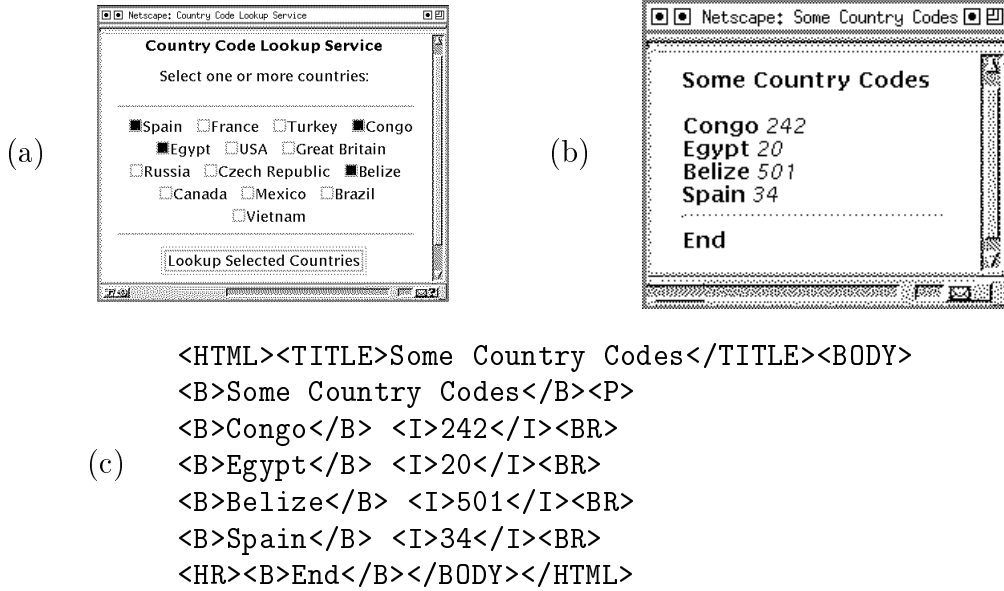 (a)
Netscape: Country Code Lookup Service
Country Code Lookup Service
Select one or more countries:
Spain France Turkey Congo
Egypt USA Great Britain
Russia Czech Republic Belize
Canada Mexico Brazil
Vietnam
Lookup Selected Countries
(b)
Netscape: Some Country Codes
Some Country Codes
Congo 242
Egypt 20
Belize 501
Spain 34
End
(c)
<HTML><TITLE>Some Country Codes</TITLE><BODY>
<B>Some Country Codes</B><P>
<B>Congo</B> <I>242</I><BR>
<B>Egypt</B> <I>20</I><BR>
<B>Belize</B> <I>501</I><BR>
<B>Spain</B> <I>34</I><BR>
<HR><B>End</B></BODY></HTML>